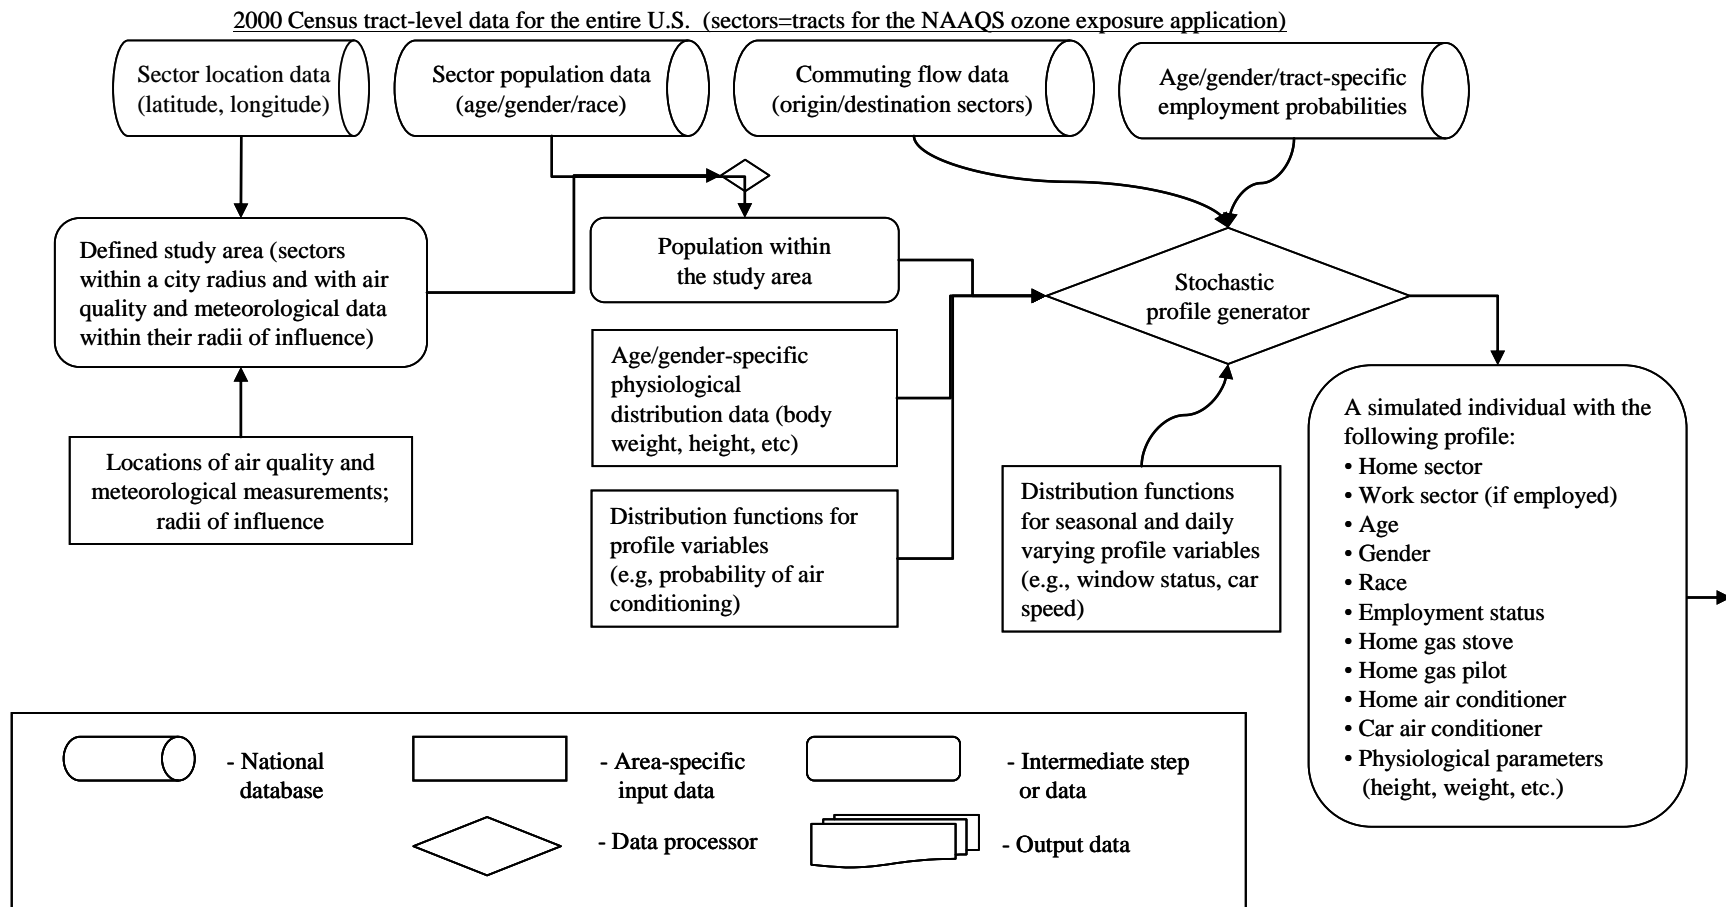 2000 Census tract-level data for the entire U.S. (sectors=tracts for the NAAQS ozone exposure application)
Sector location data
(latitude, longitude)
Sector population data
(age/gender/race)
Commuting flow data
(origin/destination sectors)
Age/gender/tract-specific
employment probabilities
Defined study area (sectors
within a city radius and with air
quality and meteorological data
within their radii of influence)
Population within
the study area
Stochastic
profile generator
Age/gender-specific
physiological
distribution data (body
weight, height, etc)
Locations of air quality and
meteorological measurements;
radii of influence
Distribution functions for
profile variables
(e.g, probability of air
conditioning)
Distribution functions
for seasonal and daily
varying profile variables
(e.g., window status, car
speed)
A simulated individual with the
following profile:
• Home sector
• Work sector (if employed)
• Age
• Gender
• Race
• Employment status
• Home gas stove
• Home gas pilot
• Home air conditioner
• Car air conditioner
• Physiological parameters
(height, weight, etc.)
- National
database
- Area-specific
input data
- Intermediate step
or data
- Data processor
- Output data